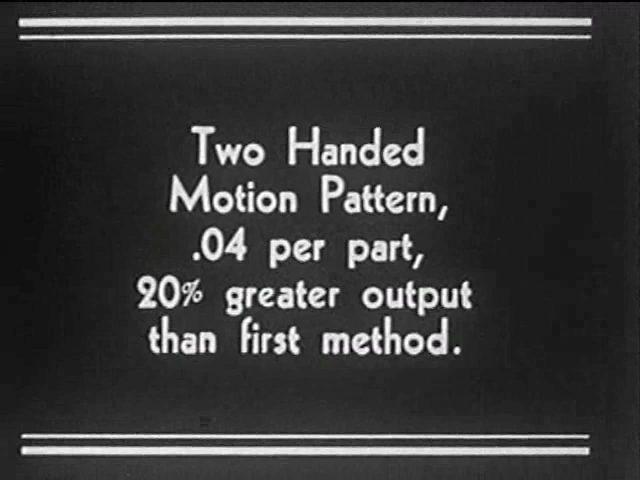 Two Handed
Motion Pattern,
.04 per part,
20% greater output
than first method.